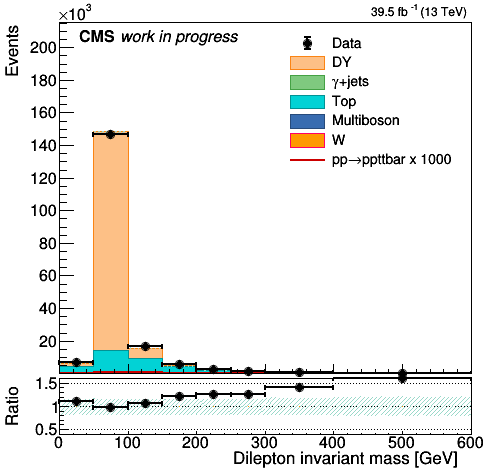 ×10³
39.5 fb⁻¹ (13 TeV)
CMS work in progress
Events
200
180
160
140
120
100
80
60
40
20
Data
DY
γ+jets
Top
Multiboson
W
pp→ppttbar x 1000
Ratio
1.5
1
0.5
0 100 200 300 400 500 600
Dilepton invariant mass [GeV]